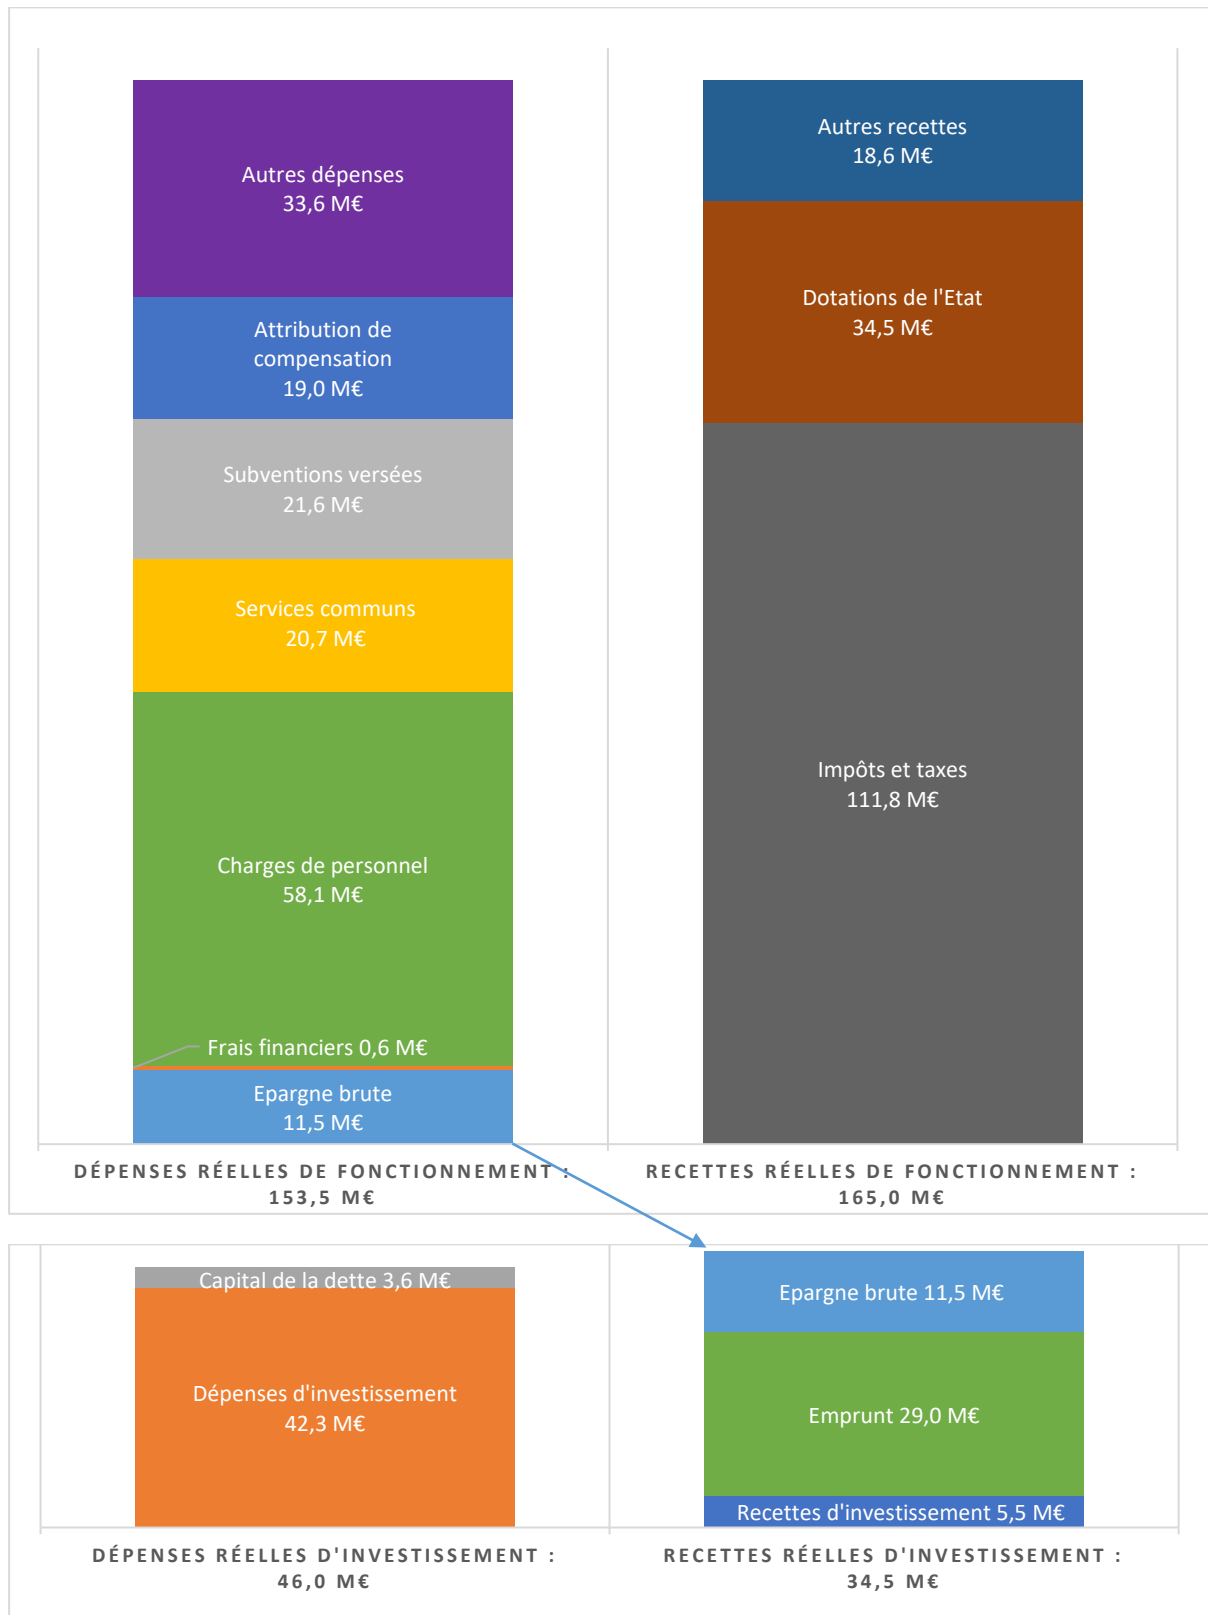 Autres dépenses
33,6 M€
Attribution de
compensation
19,0 M€
Subventions versées
21,6 M€
Services communs
20,7 M€
Charges de personnel
58,1 M€
Frais financiers 0,6 M€
Epargne brute
11,5 M€
DÉPENSES RÉELLES DE FONCTIONNEMENT :
153,5 M€
Autres recettes
18,6 M€
Dotations de l'Etat
34,5 M€
Impôts et taxes
111,8 M€
RECETTES RÉELLES DE FONCTIONNEMENT :
165,0 M€
Capital de la dette 3,6 M€
Dépenses d'investissement
42,3 M€
DÉPENSES RÉELLES D'INVESTISSEMENT :
46,0 M€
Epargne brute 11,5 M€
Emprunt 29,0 M€
Recettes d'investissement 5,5 M€
RECETTES RÉELLES D'INVESTISSEMENT :
34,5 M€